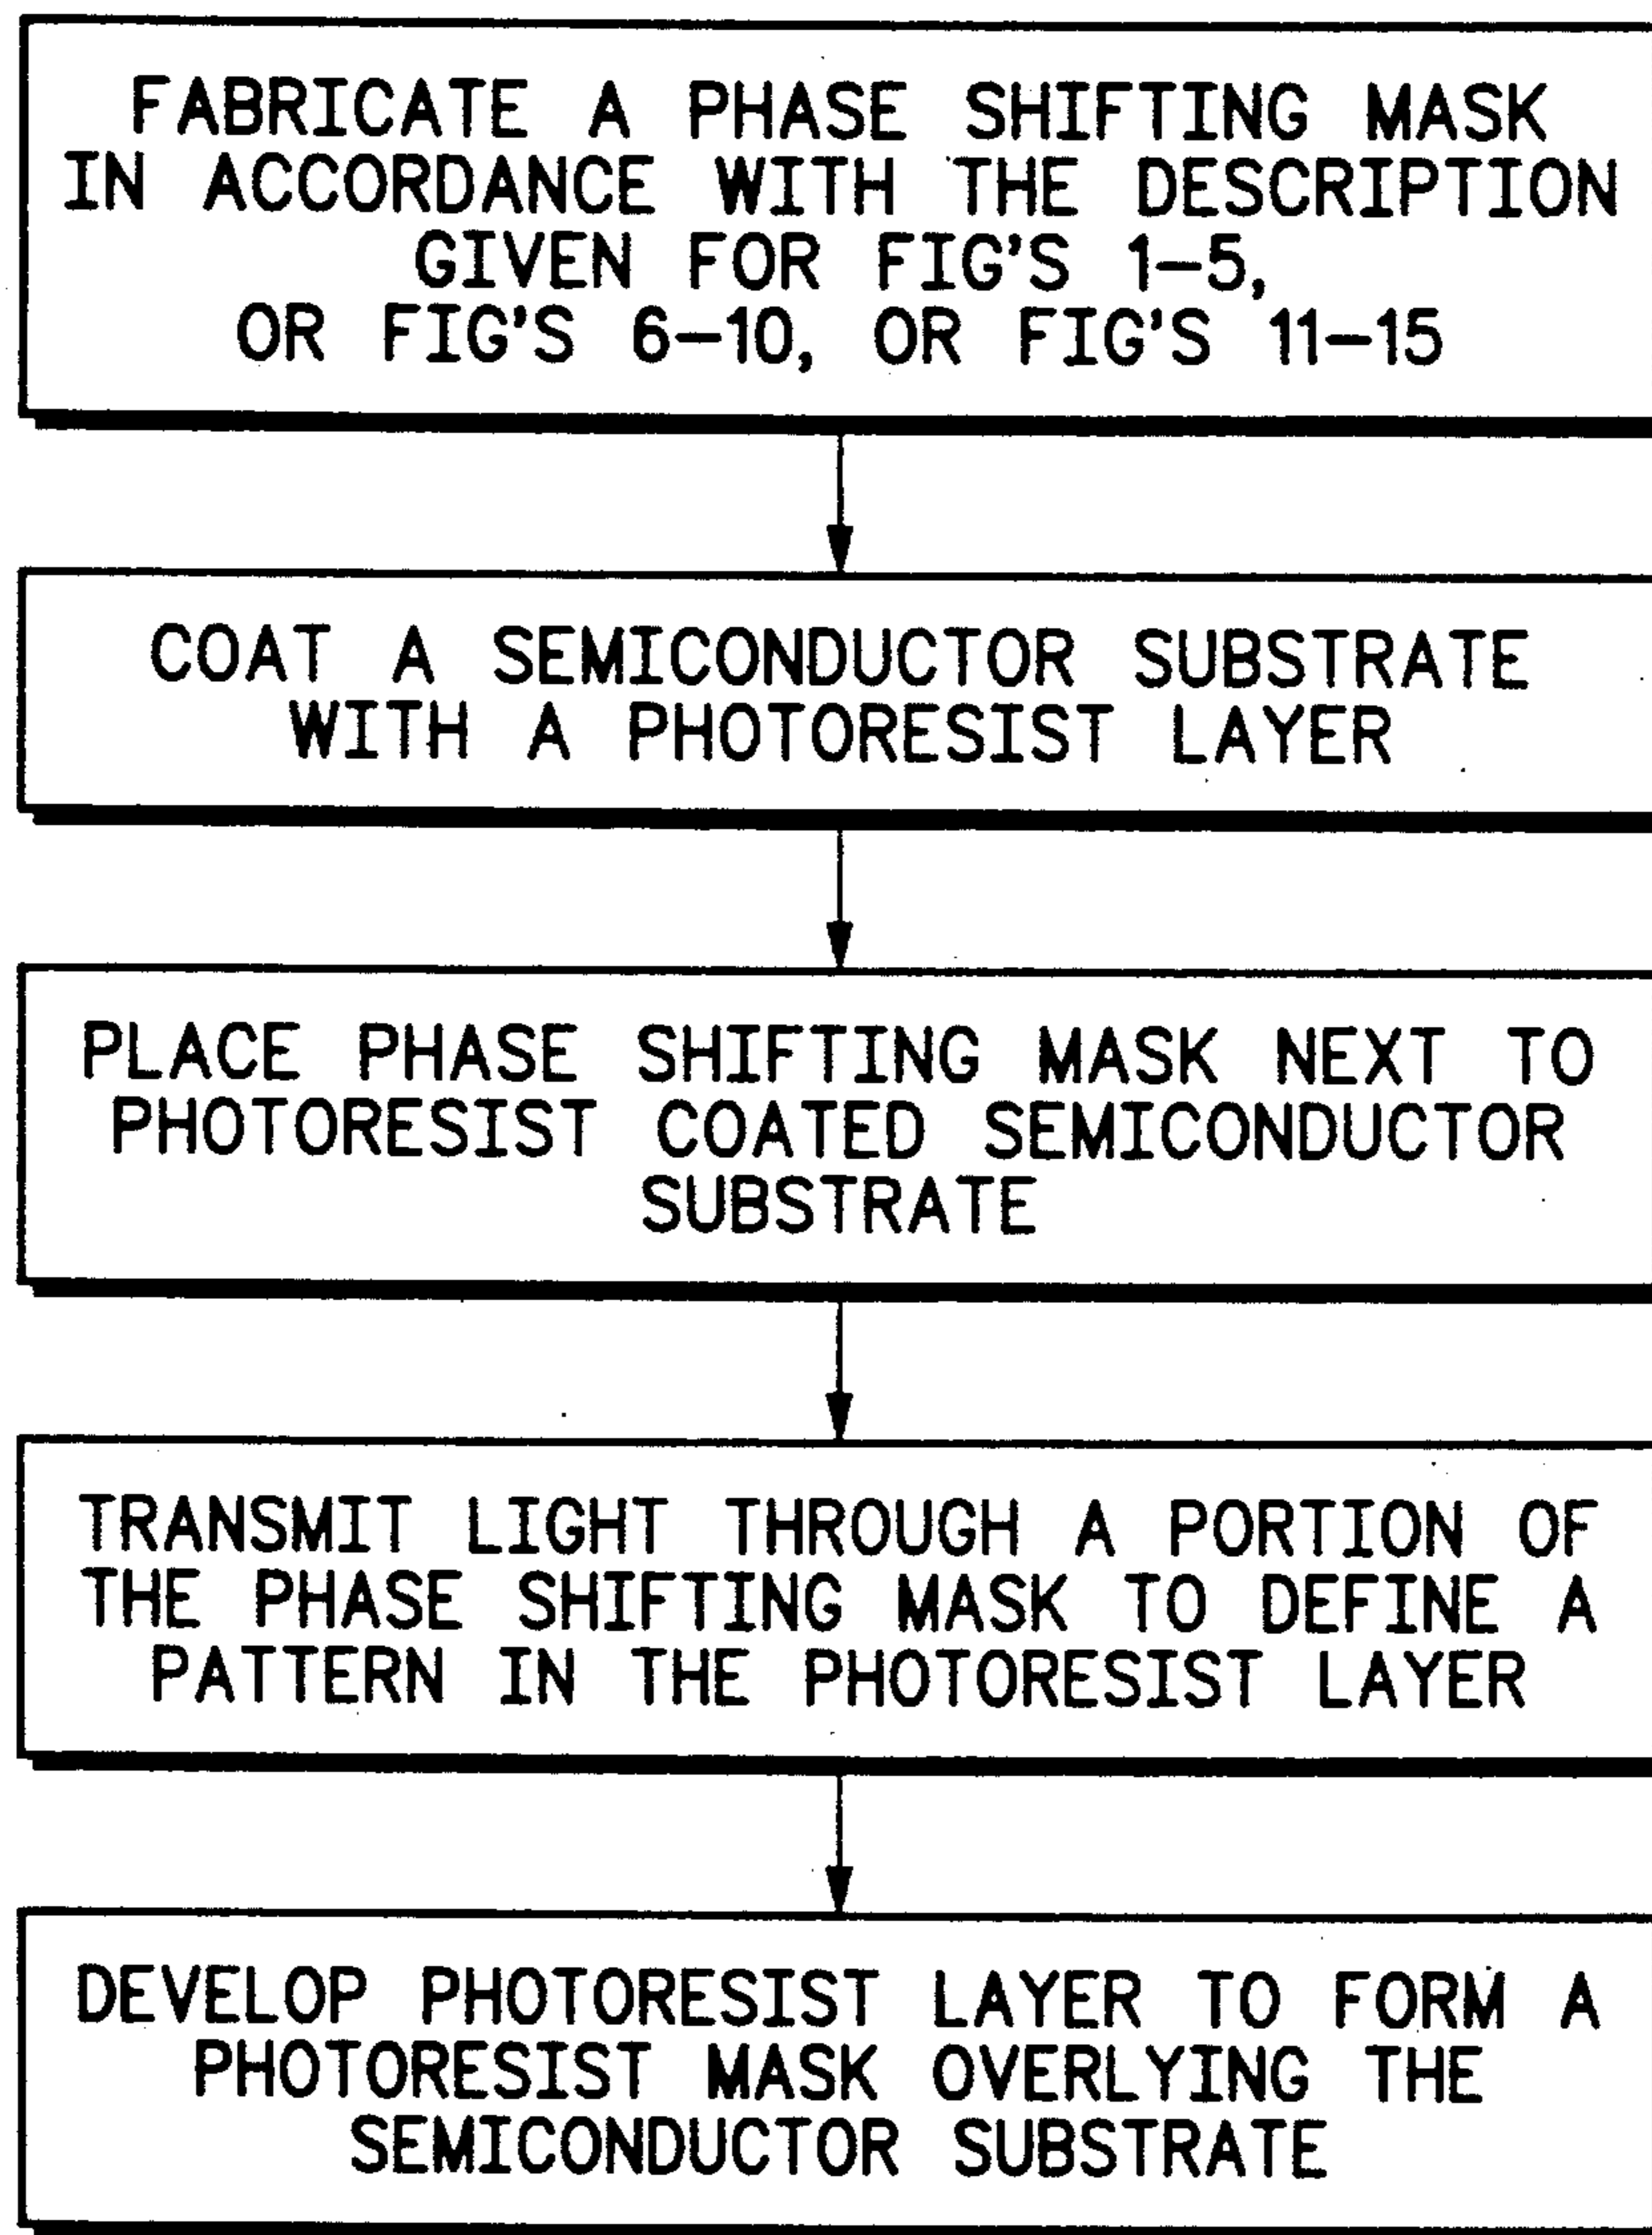 FABRICATE A PHASE SHIFTING MASK
IN ACCORDANCE WITH THE DESCRIPTION
GIVEN FOR FIG'S 1-5,
OR FIG'S 6-10, OR FIG'S 11-15
COAT A SEMICONDUCTOR SUBSTRATE
WITH A PHOTORESIST LAYER
PLACE PHASE SHIFTING MASK NEXT TO
PHOTORESIST COATED SEMICONDUCTOR
SUBSTRATE
TRANSMIT LIGHT THROUGH A PORTION OF
THE PHASE SHIFTING MASK TO DEFINE A
PATTERN IN THE PHOTORESIST LAYER
DEVELOP PHOTORESIST LAYER TO FORM A
PHOTORESIST MASK OVERLYING THE
SEMICONDUCTOR SUBSTRATE